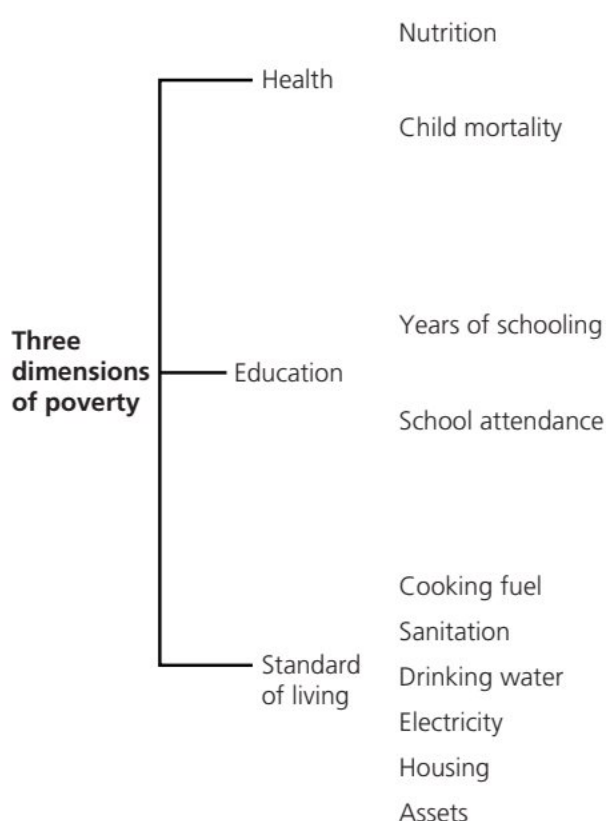 Nutrition
Health
Child mortality
Three
dimensions
of poverty
Years of schooling
Education
School attendance
Cooking fuel
Sanitation
Standard
of living
Drinking water
Electricity
Housing
Assets